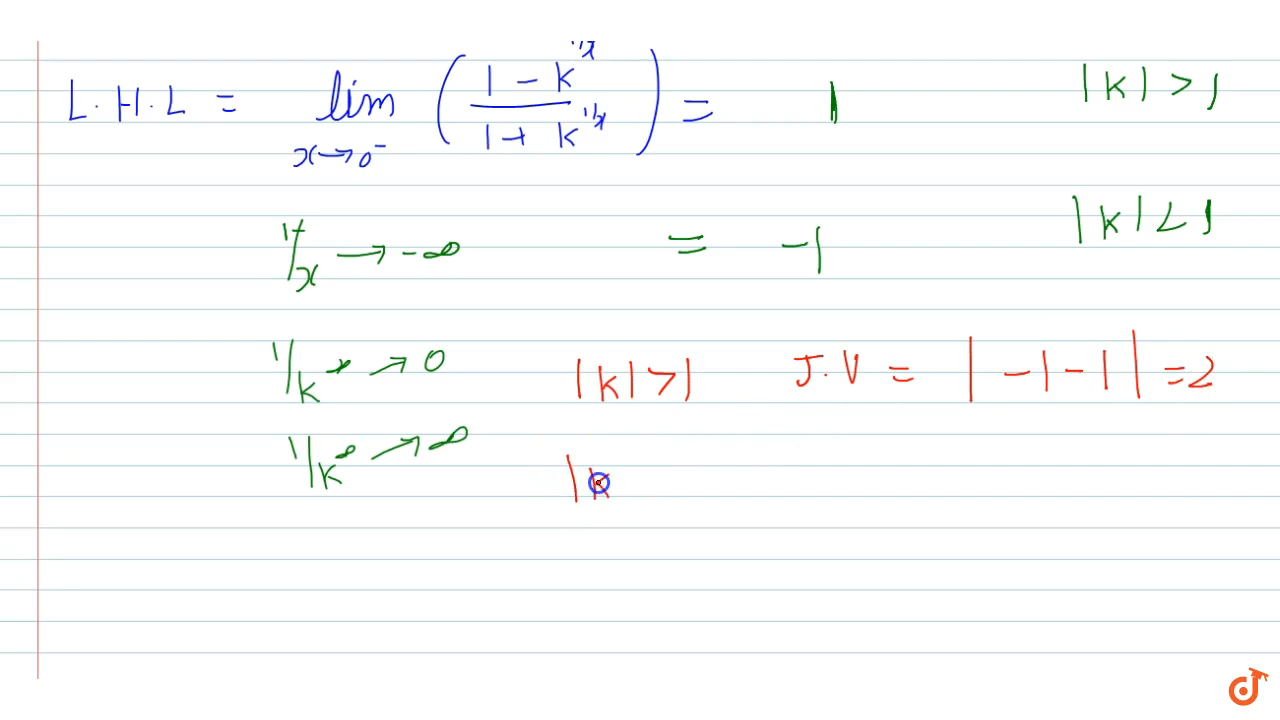 L.H.L = lim x→0⁻ ( (1 - k^(1/x)) / (1 + k^(1/x)) ) = 1 |k| > 1
1/x → -∞ = -1 |k| < 1
1/k^∞ → 0 |k| > 1 J.V = | -1 - 1 | = 2
1/k^∞ → ∞ |k